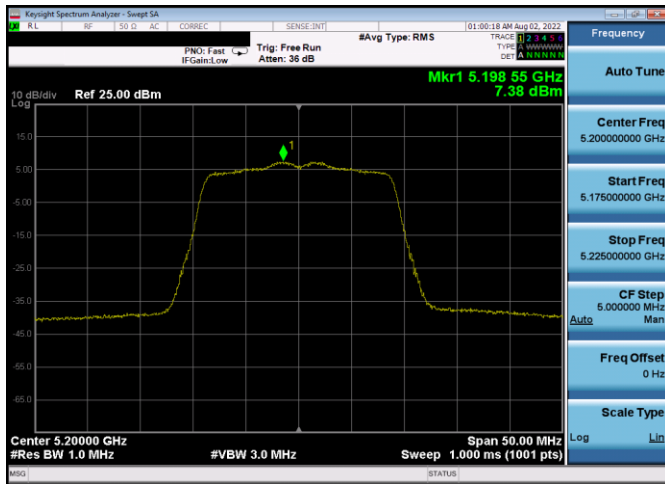 Keysight Spectrum Analyzer - Swept SA
RL RF 50 Ω AC CORREC SENSE:INT 01:00:18 AM Aug 02, 2022
#Avg Type: RMS
TRACE 1 2 3 4 5 6
TYPE A WWWWW
DET A N N N N N
PNO: Fast Trig: Free Run
IFGain:Low Atten: 36 dB
Mkr1 5.198 55 GHz
7.38 dBm
10 dB/div Ref 25.00 dBm
Log
1
15.0
5.00
-5.00
-15.0
-25.0
-35.0
-45.0
-55.0
-65.0
Center 5.20000 GHz Span 50.00 MHz
#Res BW 1.0 MHz #VBW 3.0 MHz Sweep 1.000 ms (1001 pts)
MSG STATUS
Frequency
Auto Tune
Center Freq
5.200000000 GHz
Start Freq
5.175000000 GHz
Stop Freq
5.225000000 GHz
CF Step
5.000000 MHz
Auto Man
Freq Offset
0 Hz
Scale Type
Log Lin